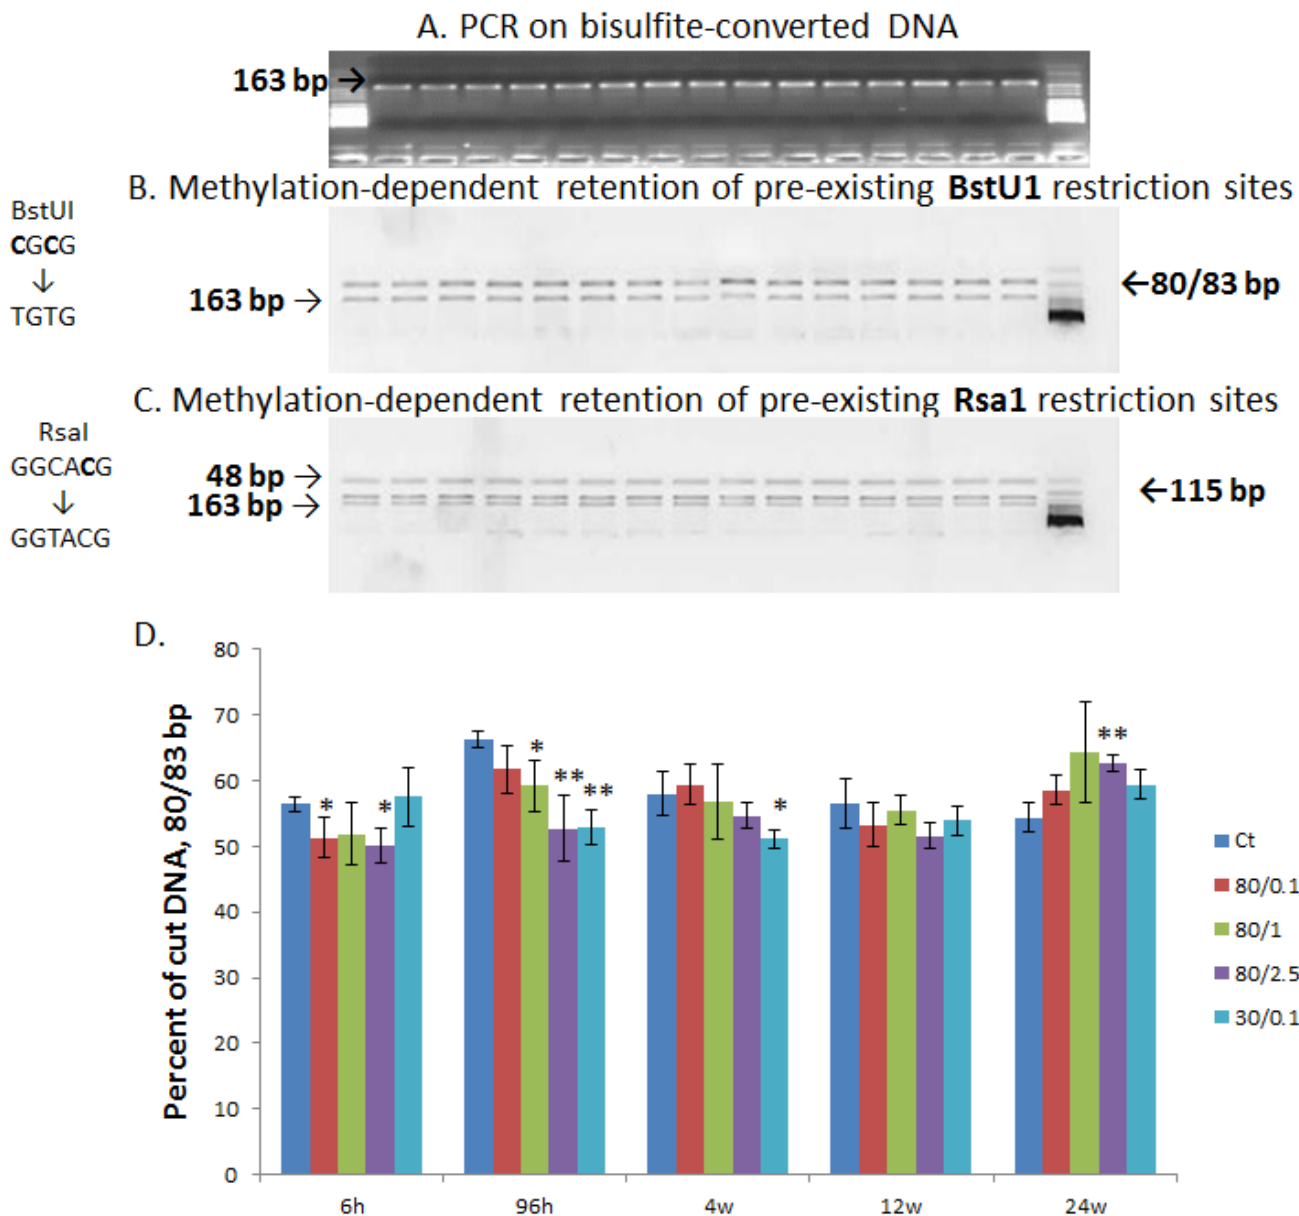 A. PCR on bisulfite-converted DNA
163 bp →
B. Methylation-dependent retention of pre-existing BstU1 restriction sites
BstUI
CGCG
↓
TGTG
163 bp →
←80/83 bp
C. Methylation-dependent retention of pre-existing Rsa1 restriction sites
RsaI
GGCACG
↓
GGTACG
48 bp →
163 bp →
←115 bp
D.
Percent of cut DNA, 80/83 bp
80
70
60
50
40
30
20
10
0
* *
* ** **
*
**
6h 96h 4w 12w 24w
Ct
80/0.1
80/1
80/2.5
30/0.1